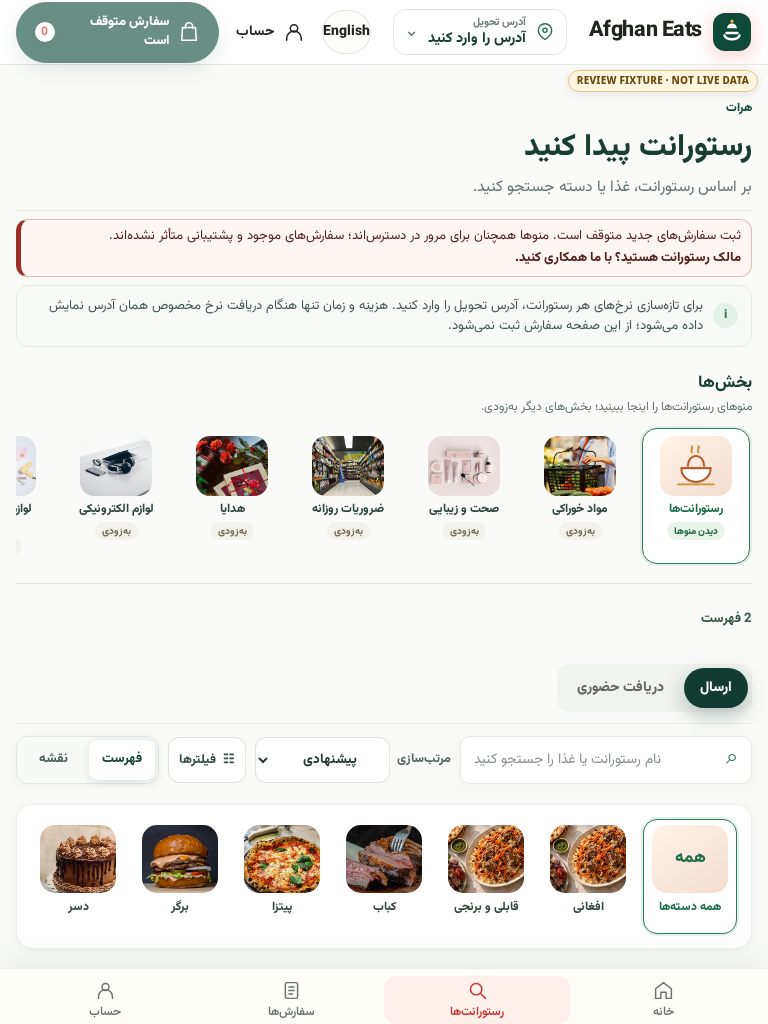 Afghan Eats
آدرس تحویل
آدرس را وارد کنید
English
حساب
سفارش متوقف
است
0
REVIEW FIXTURE · NOT LIVE DATA
هرات
رستورانت پیدا کنید
بر اساس رستورانت، غذا یا دسته جستجو کنید.
ثبت سفارش‌های جدید متوقف است. منوها همچنان برای مرور در دسترس‌اند؛ سفارش‌های موجود و پشتیبانی متأثر نشده‌اند.
مالک رستورانت هستید؟ با ما همکاری کنید.
i
برای تازه‌سازی نرخ‌های هر رستورانت، آدرس تحویل را وارد کنید. هزینه و زمان تنها هنگام دریافت نرخ مخصوص همان آدرس نمایش
داده می‌شود؛ از این صفحه سفارش ثبت نمی‌شود.
بخش‌ها
منوهای رستورانت‌ها را اینجا ببینید؛ بخش‌های دیگر به‌زودی.
رستورانت‌ها
دیدن منوها
مواد خوراکی
به‌زودی
صحت و زیبایی
به‌زودی
ضروریات روزانه
به‌زودی
هدایا
به‌زودی
لوازم الکترونیکی
به‌زودی
2 فهرست
ارسال
دریافت حضوری
نام رستورانت یا غذا را جستجو کنید
مرتب‌سازی
پیشنهادی
فیلترها
فهرست
نقشه
همه
همه دسته‌ها
افغانی
قابلی و برنجی
کباب
پیتزا
برگر
دسر
خانه
رستورانت‌ها
سفارش‌ها
حساب